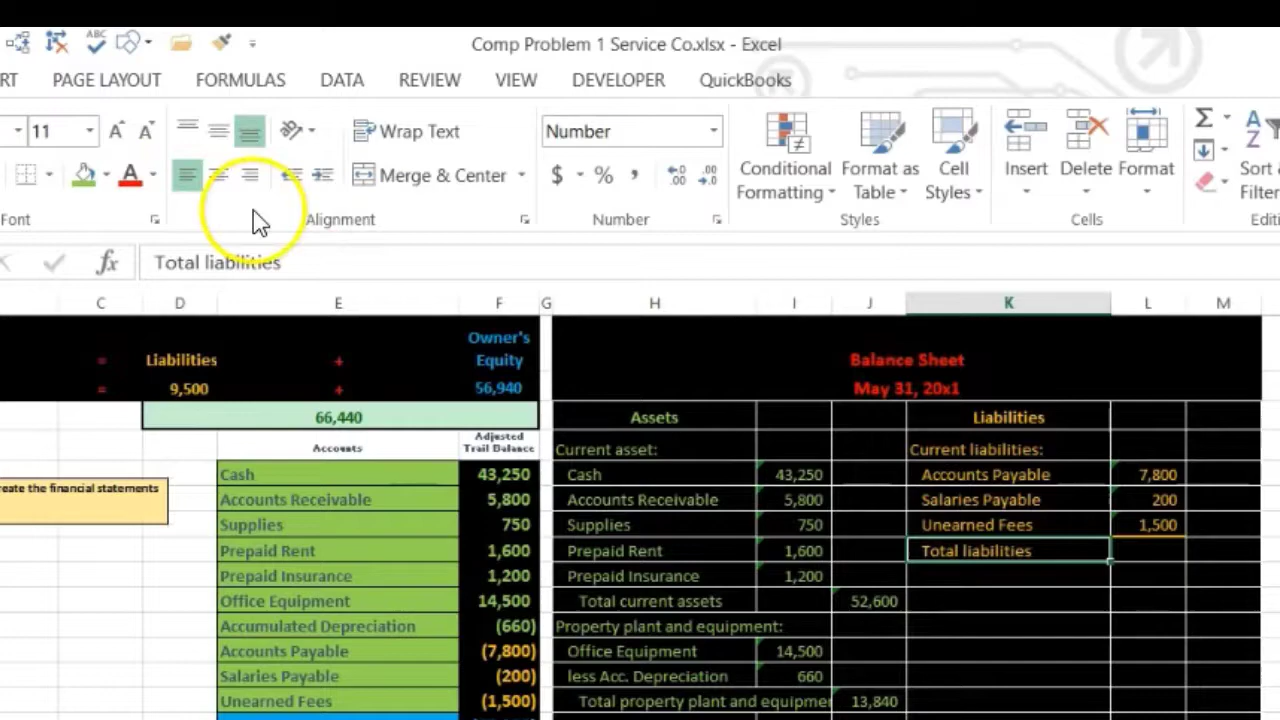 Comp Problem 1 Service Co.xlsx - Excel
RT PAGE LAYOUT FORMULAS DATA REVIEW VIEW DEVELOPER QuickBooks
ABC
11 Wrap Text Number
Merge & Center $ % ,
Conditional Formatting Format as Table Cell Styles Insert Delete Format Sort & Filter
Font Alignment Number Styles Cells Editi
fx Total liabilities
C D E F G H I J K L M
= Liabilities + Owner's Equity
= 9,500 + 56,940
66,440
Balance Sheet
May 31, 20x1
Accounts Adjusted Trail Balance
reate the financial statements
Cash 43,250
Accounts Receivable 5,800
Supplies 750
Prepaid Rent 1,600
Prepaid Insurance 1,200
Office Equipment 14,500
Accumulated Depreciation (660)
Accounts Payable (7,800)
Salaries Payable (200)
Unearned Fees (1,500)
Assets Liabilities
Current asset: Current liabilities:
Cash 43,250 Accounts Payable 7,800
Accounts Receivable 5,800 Salaries Payable 200
Supplies 750 Unearned Fees 1,500
Prepaid Rent 1,600 Total liabilities
Prepaid Insurance 1,200
Total current assets 52,600
Property plant and equipment:
Office Equipment 14,500
less Acc. Depreciation 660
Total property plant and equipmer 13,840